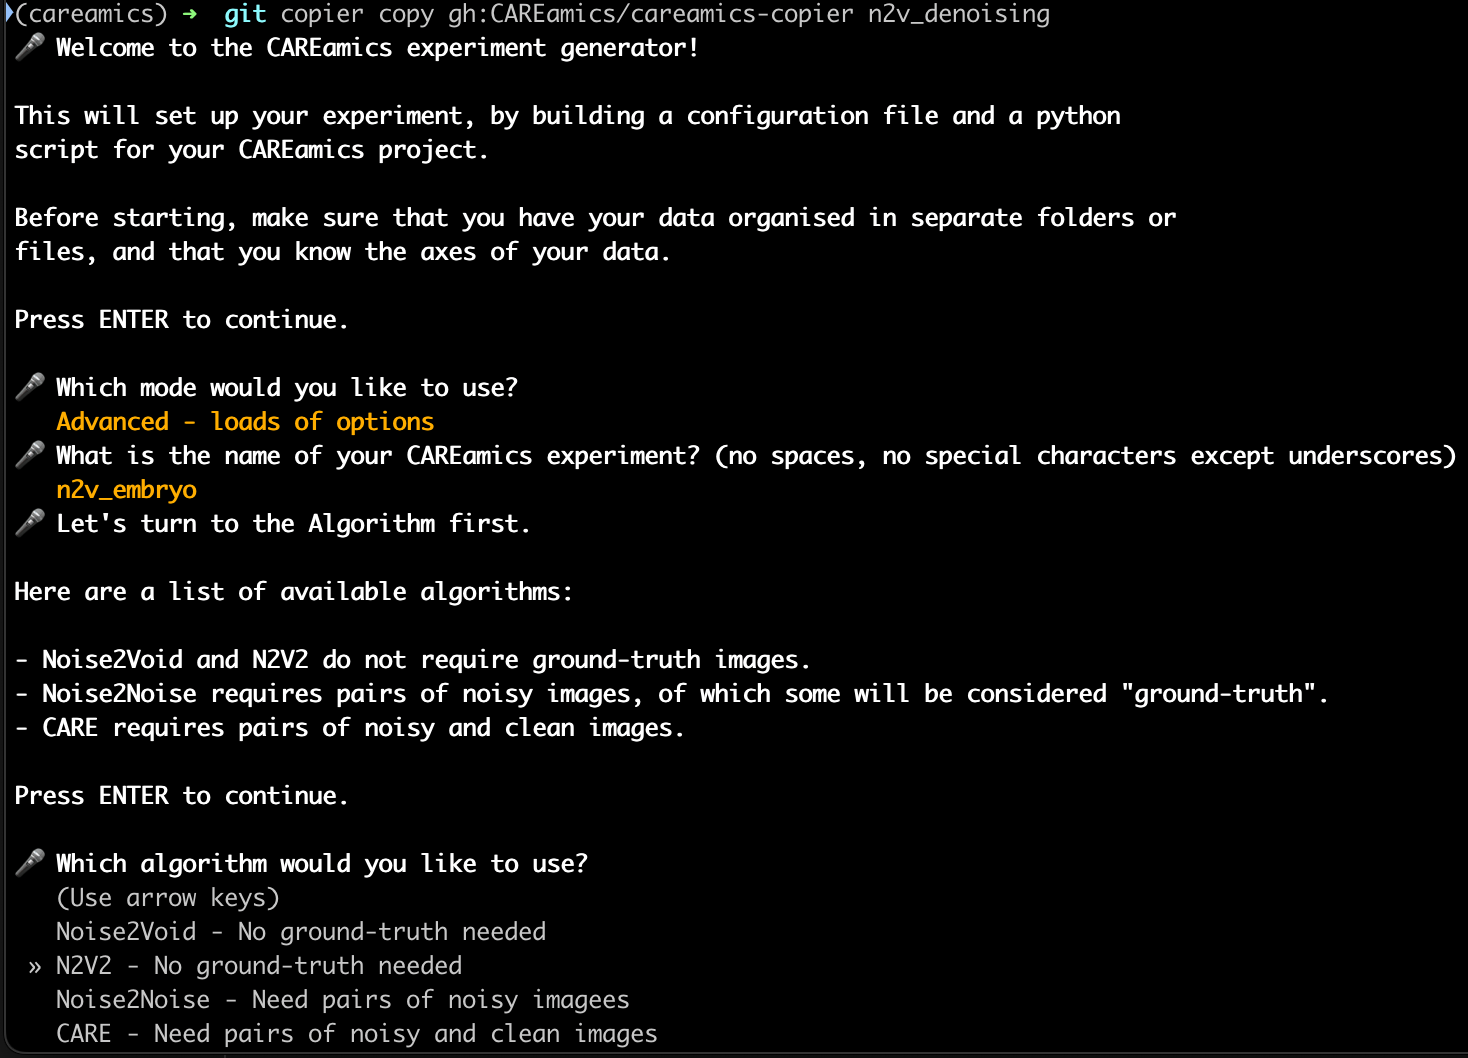 (careamics) → git copier copy gh:CAREamics/careamics-copier n2v_denoising
🎤 Welcome to the CAREamics experiment generator!
This will set up your experiment, by building a configuration file and a python
script for your CAREamics project.
Before starting, make sure that you have your data organised in separate folders or
files, and that you know the axes of your data.
Press ENTER to continue.
🎤 Which mode would you like to use?
Advanced - loads of options
🎤 What is the name of your CAREamics experiment? (no spaces, no special characters except underscores)
n2v_embryo
🎤 Let's turn to the Algorithm first.
Here are a list of available algorithms:
- Noise2Void and N2V2 do not require ground-truth images.
- Noise2Noise requires pairs of noisy images, of which some will be considered "ground-truth".
- CARE requires pairs of noisy and clean images.
Press ENTER to continue.
🎤 Which algorithm would you like to use?
(Use arrow keys)
Noise2Void - No ground-truth needed
» N2V2 - No ground-truth needed
Noise2Noise - Need pairs of noisy imagees
CARE - Need pairs of noisy and clean images